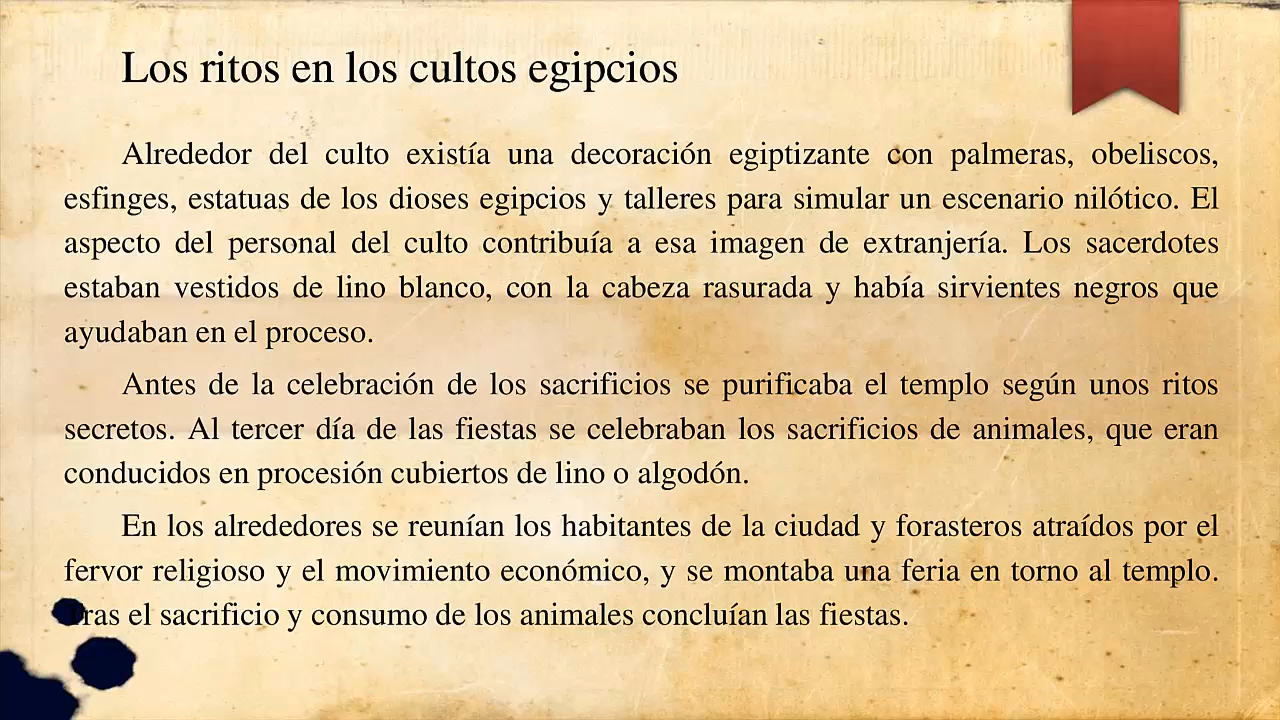 Los ritos en los cultos egipcios
Alrededor del culto existía una decoración egiptizante con palmeras, obeliscos,
esfinges, estatuas de los dioses egipcios y talleres para simular un escenario nilótico. El
aspecto del personal del culto contribuía a esa imagen de extranjería. Los sacerdotes
estaban vestidos de lino blanco, con la cabeza rasurada y había sirvientes negros que
ayudaban en el proceso.
Antes de la celebración de los sacrificios se purificaba el templo según unos ritos
secretos. Al tercer día de las fiestas se celebraban los sacrificios de animales, que eran
conducidos en procesión cubiertos de lino o algodón.
En los alrededores se reunían los habitantes de la ciudad y forasteros atraídos por el
fervor religioso y el movimiento económico, y se montaba una feria en torno al templo.
Tras el sacrificio y consumo de los animales concluían las fiestas.